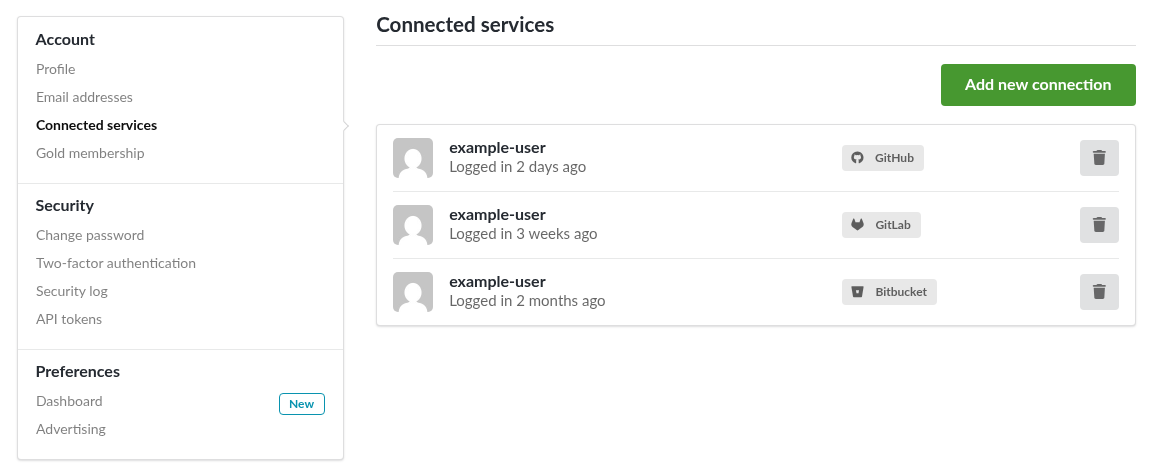 Account
Profile
Email addresses
Connected services
Gold membership
Security
Change password
Two-factor authentication
Security log
API tokens
Preferences
Dashboard New
Advertising
Connected services
Add new connection
example-user
Logged in 2 days ago
GitHub
example-user
Logged in 3 weeks ago
GitLab
example-user
Logged in 2 months ago
Bitbucket